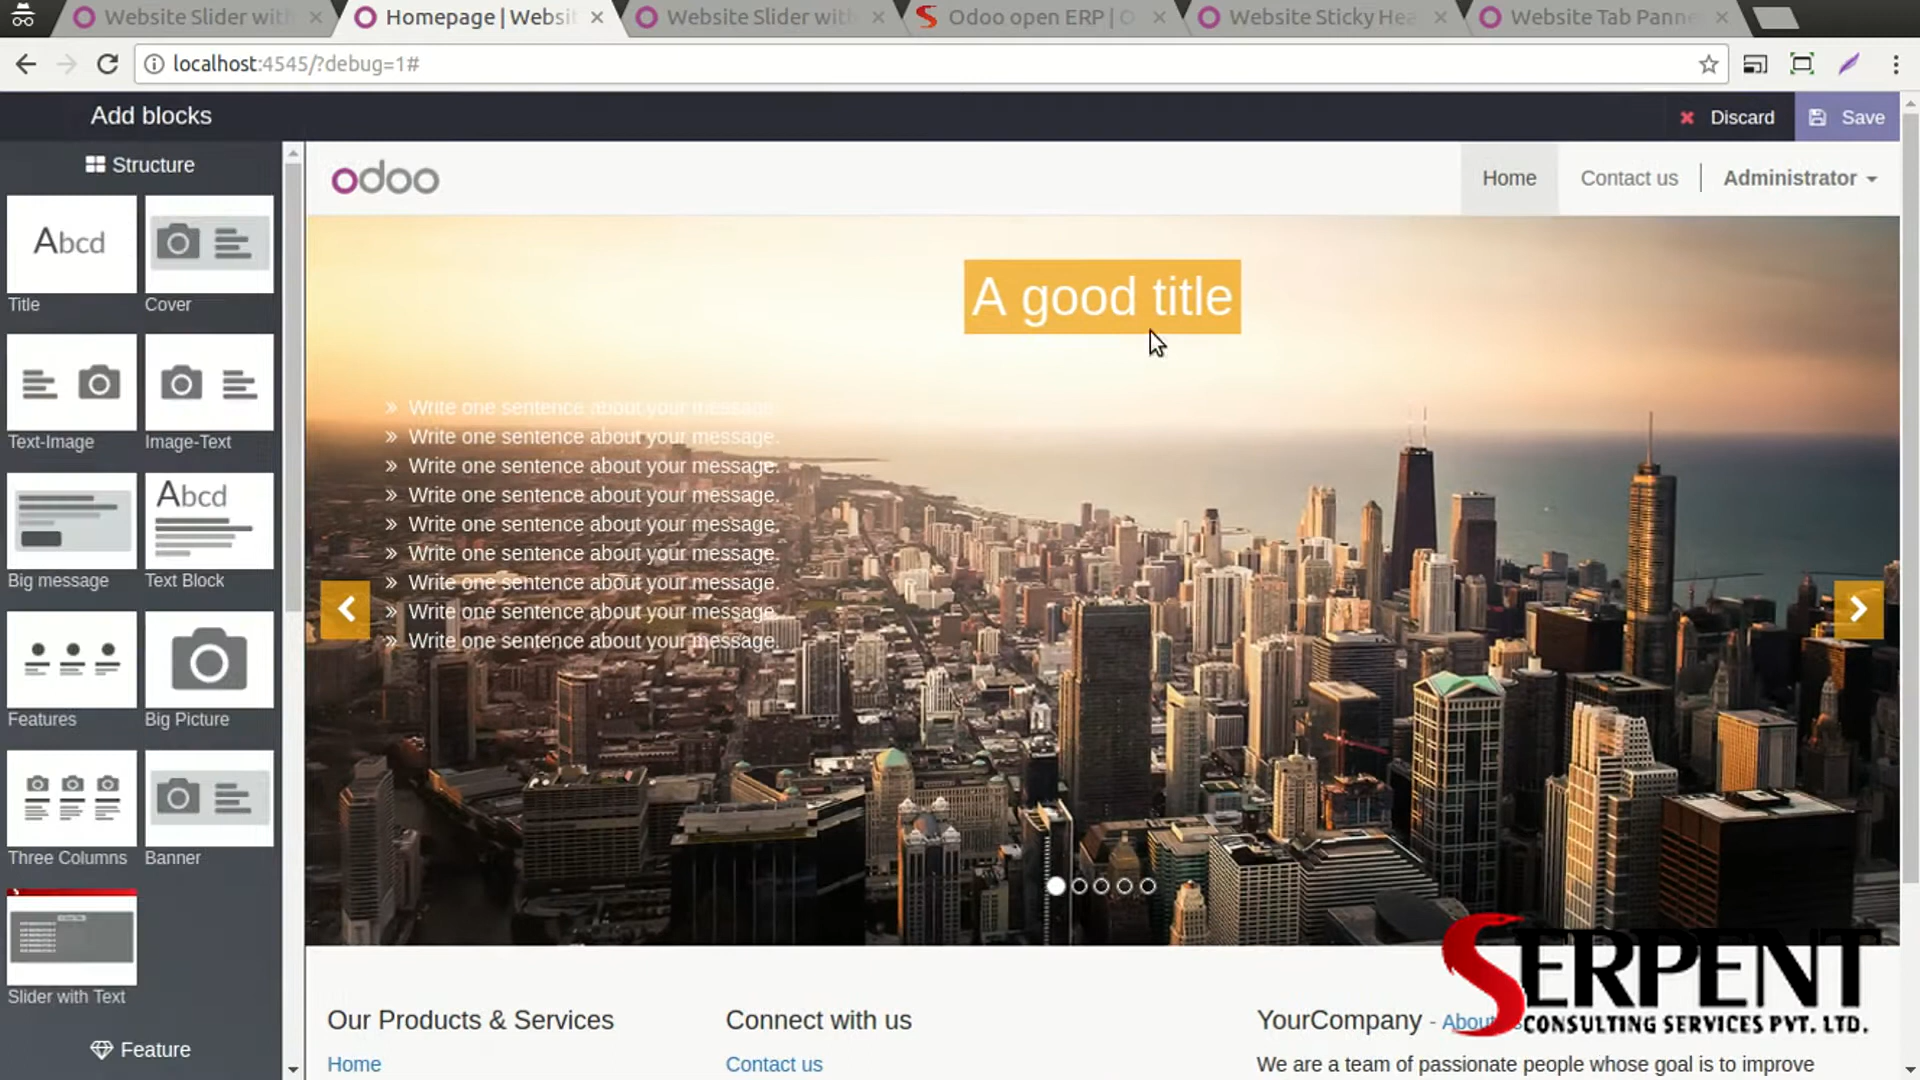 Website Slider with
Homepage | Websit
Website Slider with
Odoo open ERP | O
Website Sticky Hea
Website Tab Panne
localhost:4545/?debug=1#
Add blocks
Discard
Save
Structure
odoo
Home
Contact us
Administrator
Abcd
Title
Cover
A good title
Text-Image
Image-Text
» Write one sentence about your message.
» Write one sentence about your message.
» Write one sentence about your message.
» Write one sentence about your message.
» Write one sentence about your message.
» Write one sentence about your message.
» Write one sentence about your message.
» Write one sentence about your message.
» Write one sentence about your message.
Abcd
Big message
Text Block
Features
Big Picture
Three Columns
Banner
Slider with Text
Feature
SERPENT
CONSULTING SERVICES PVT. LTD.
Our Products & Services
Connect with us
YourCompany - About us
Home
Contact us
We are a team of passionate people whose goal is to improve